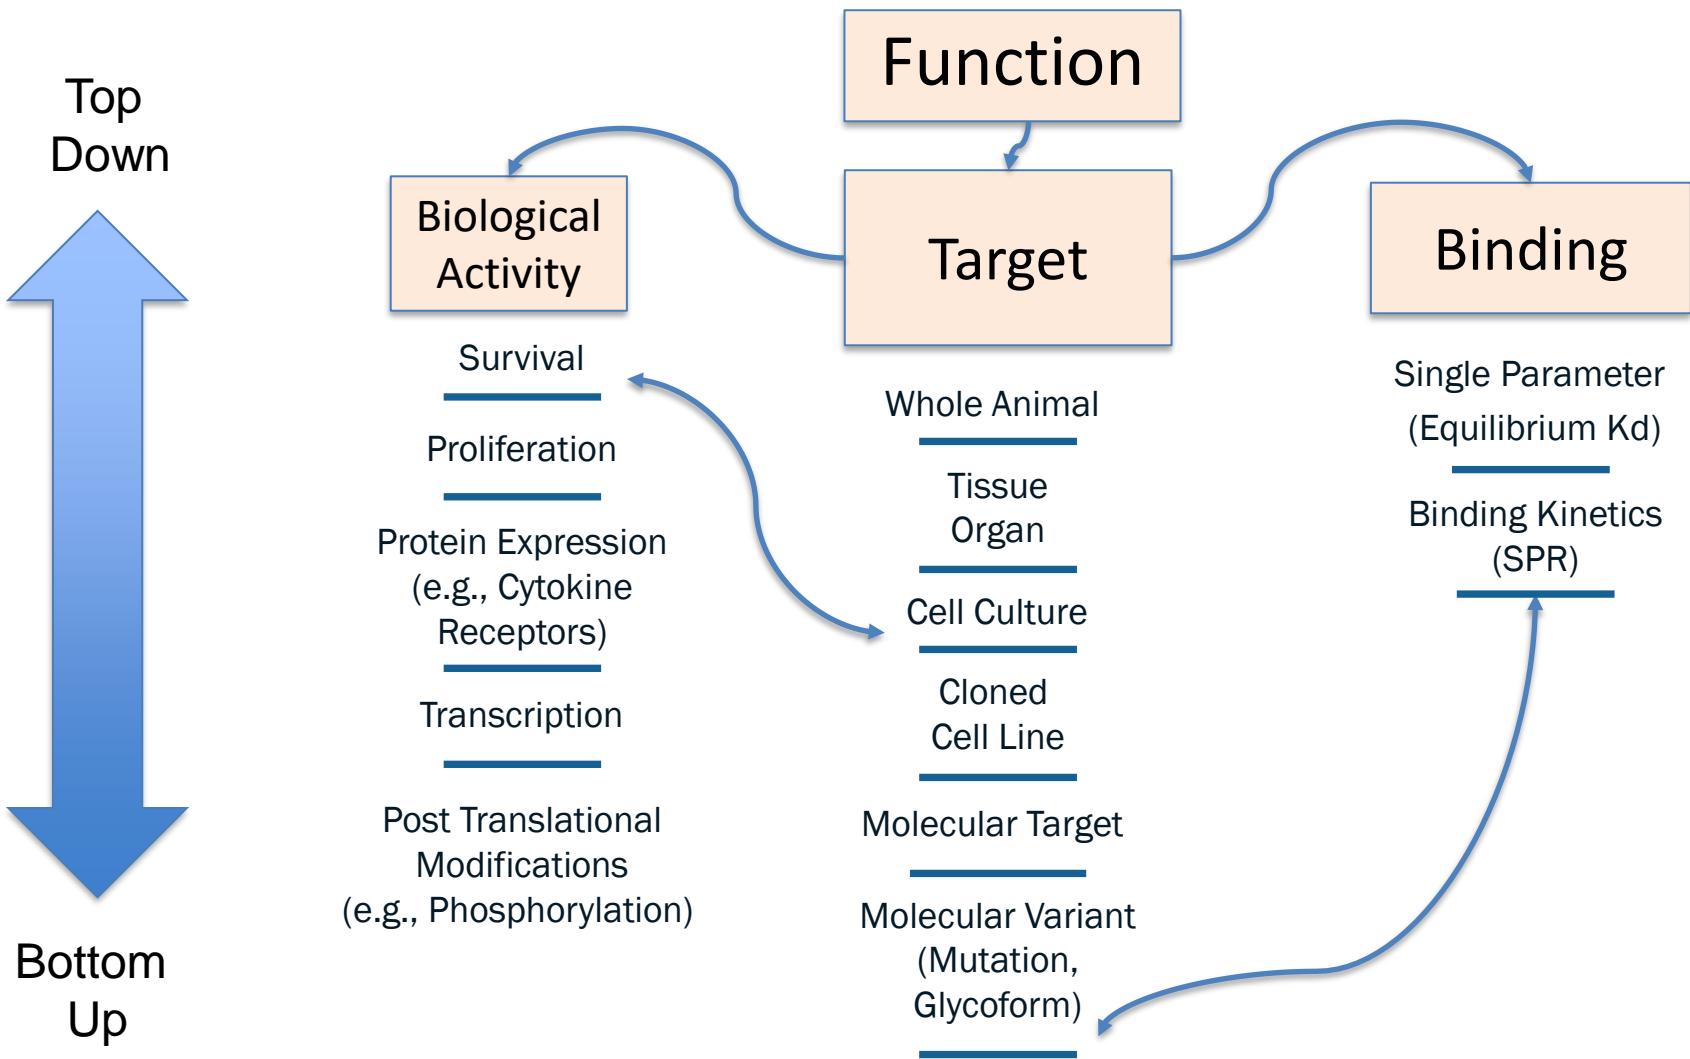 Top
Down
Bottom
Up
Function
Biological
Activity
Survival
Proliferation
Protein Expression
(e.g., Cytokine
Receptors)
Transcription
Post Translational
Modifications
(e.g., Phosphorylation)
Target
Whole Animal
Tissue
Organ
Cell Culture
Cloned
Cell Line
Molecular Target
Molecular Variant
(Mutation,
Glycoform)
Binding
Single Parameter
(Equilibrium Kd)
Binding Kinetics
(SPR)